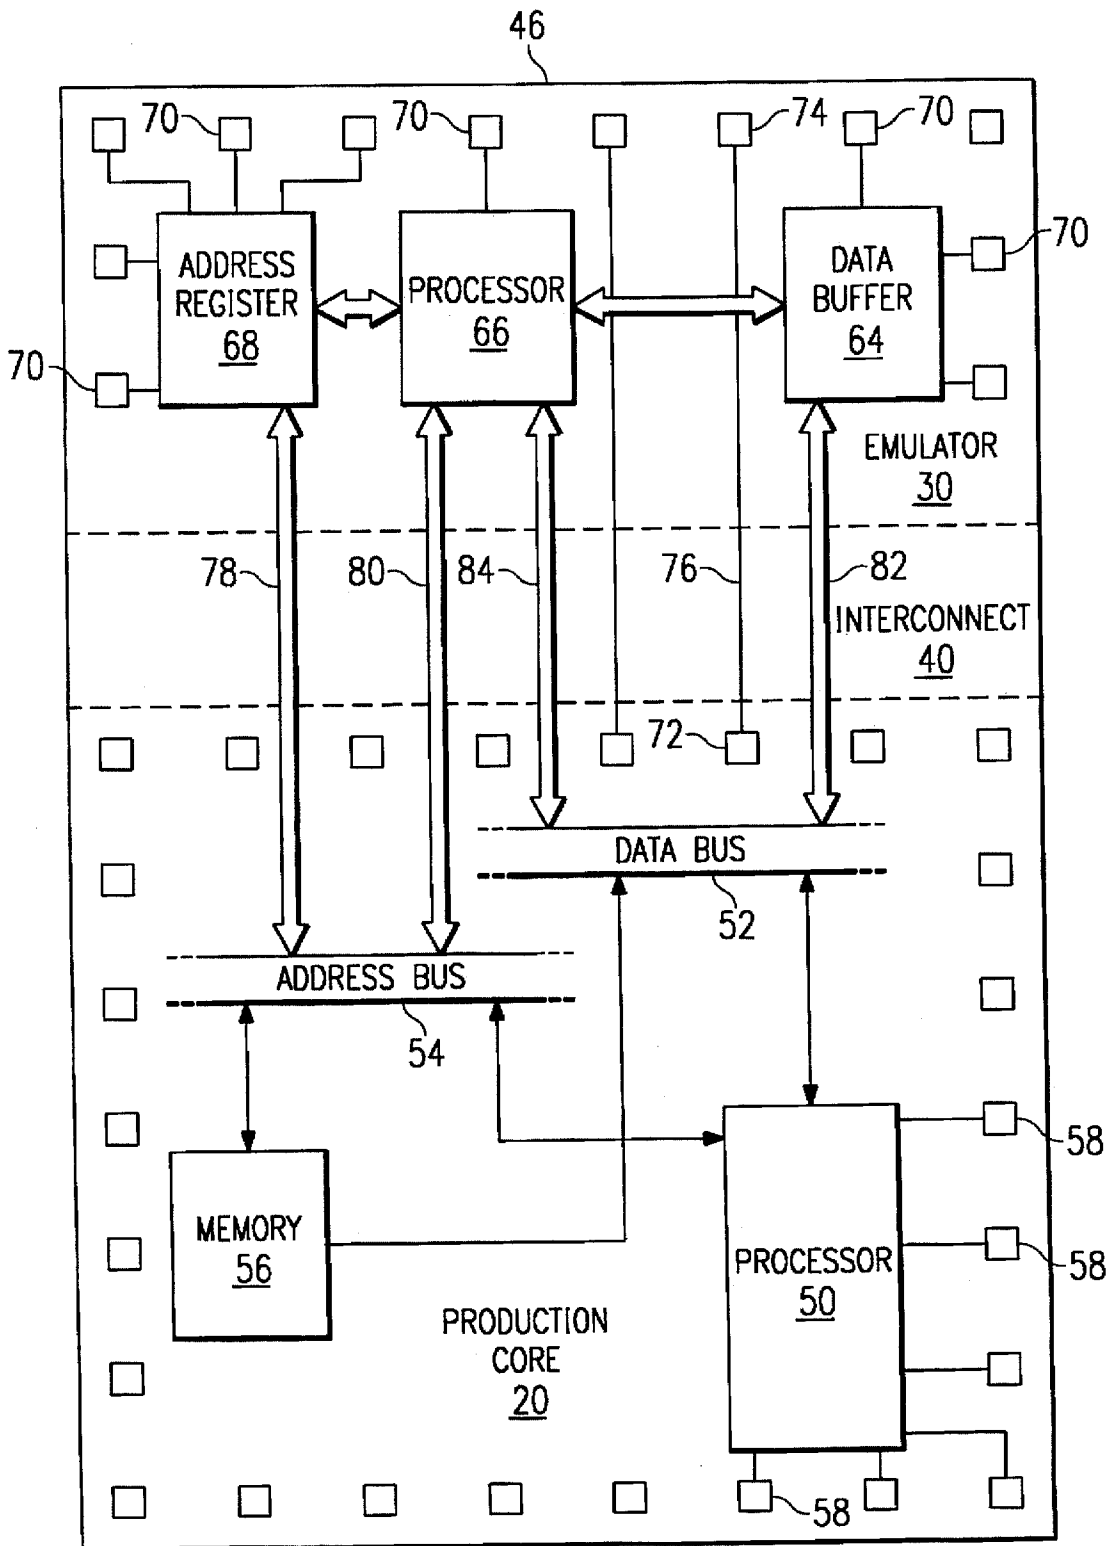 46
70
70
74
70
ADDRESS
REGISTER
68
PROCESSOR
66
DATA
BUFFER
64
70
70
EMULATOR
30
78
80
84
76
82
INTERCONNECT
40
72
DATA BUS
52
ADDRESS BUS
54
58
MEMORY
56
PROCESSOR
50
58
PRODUCTION
CORE
20
58